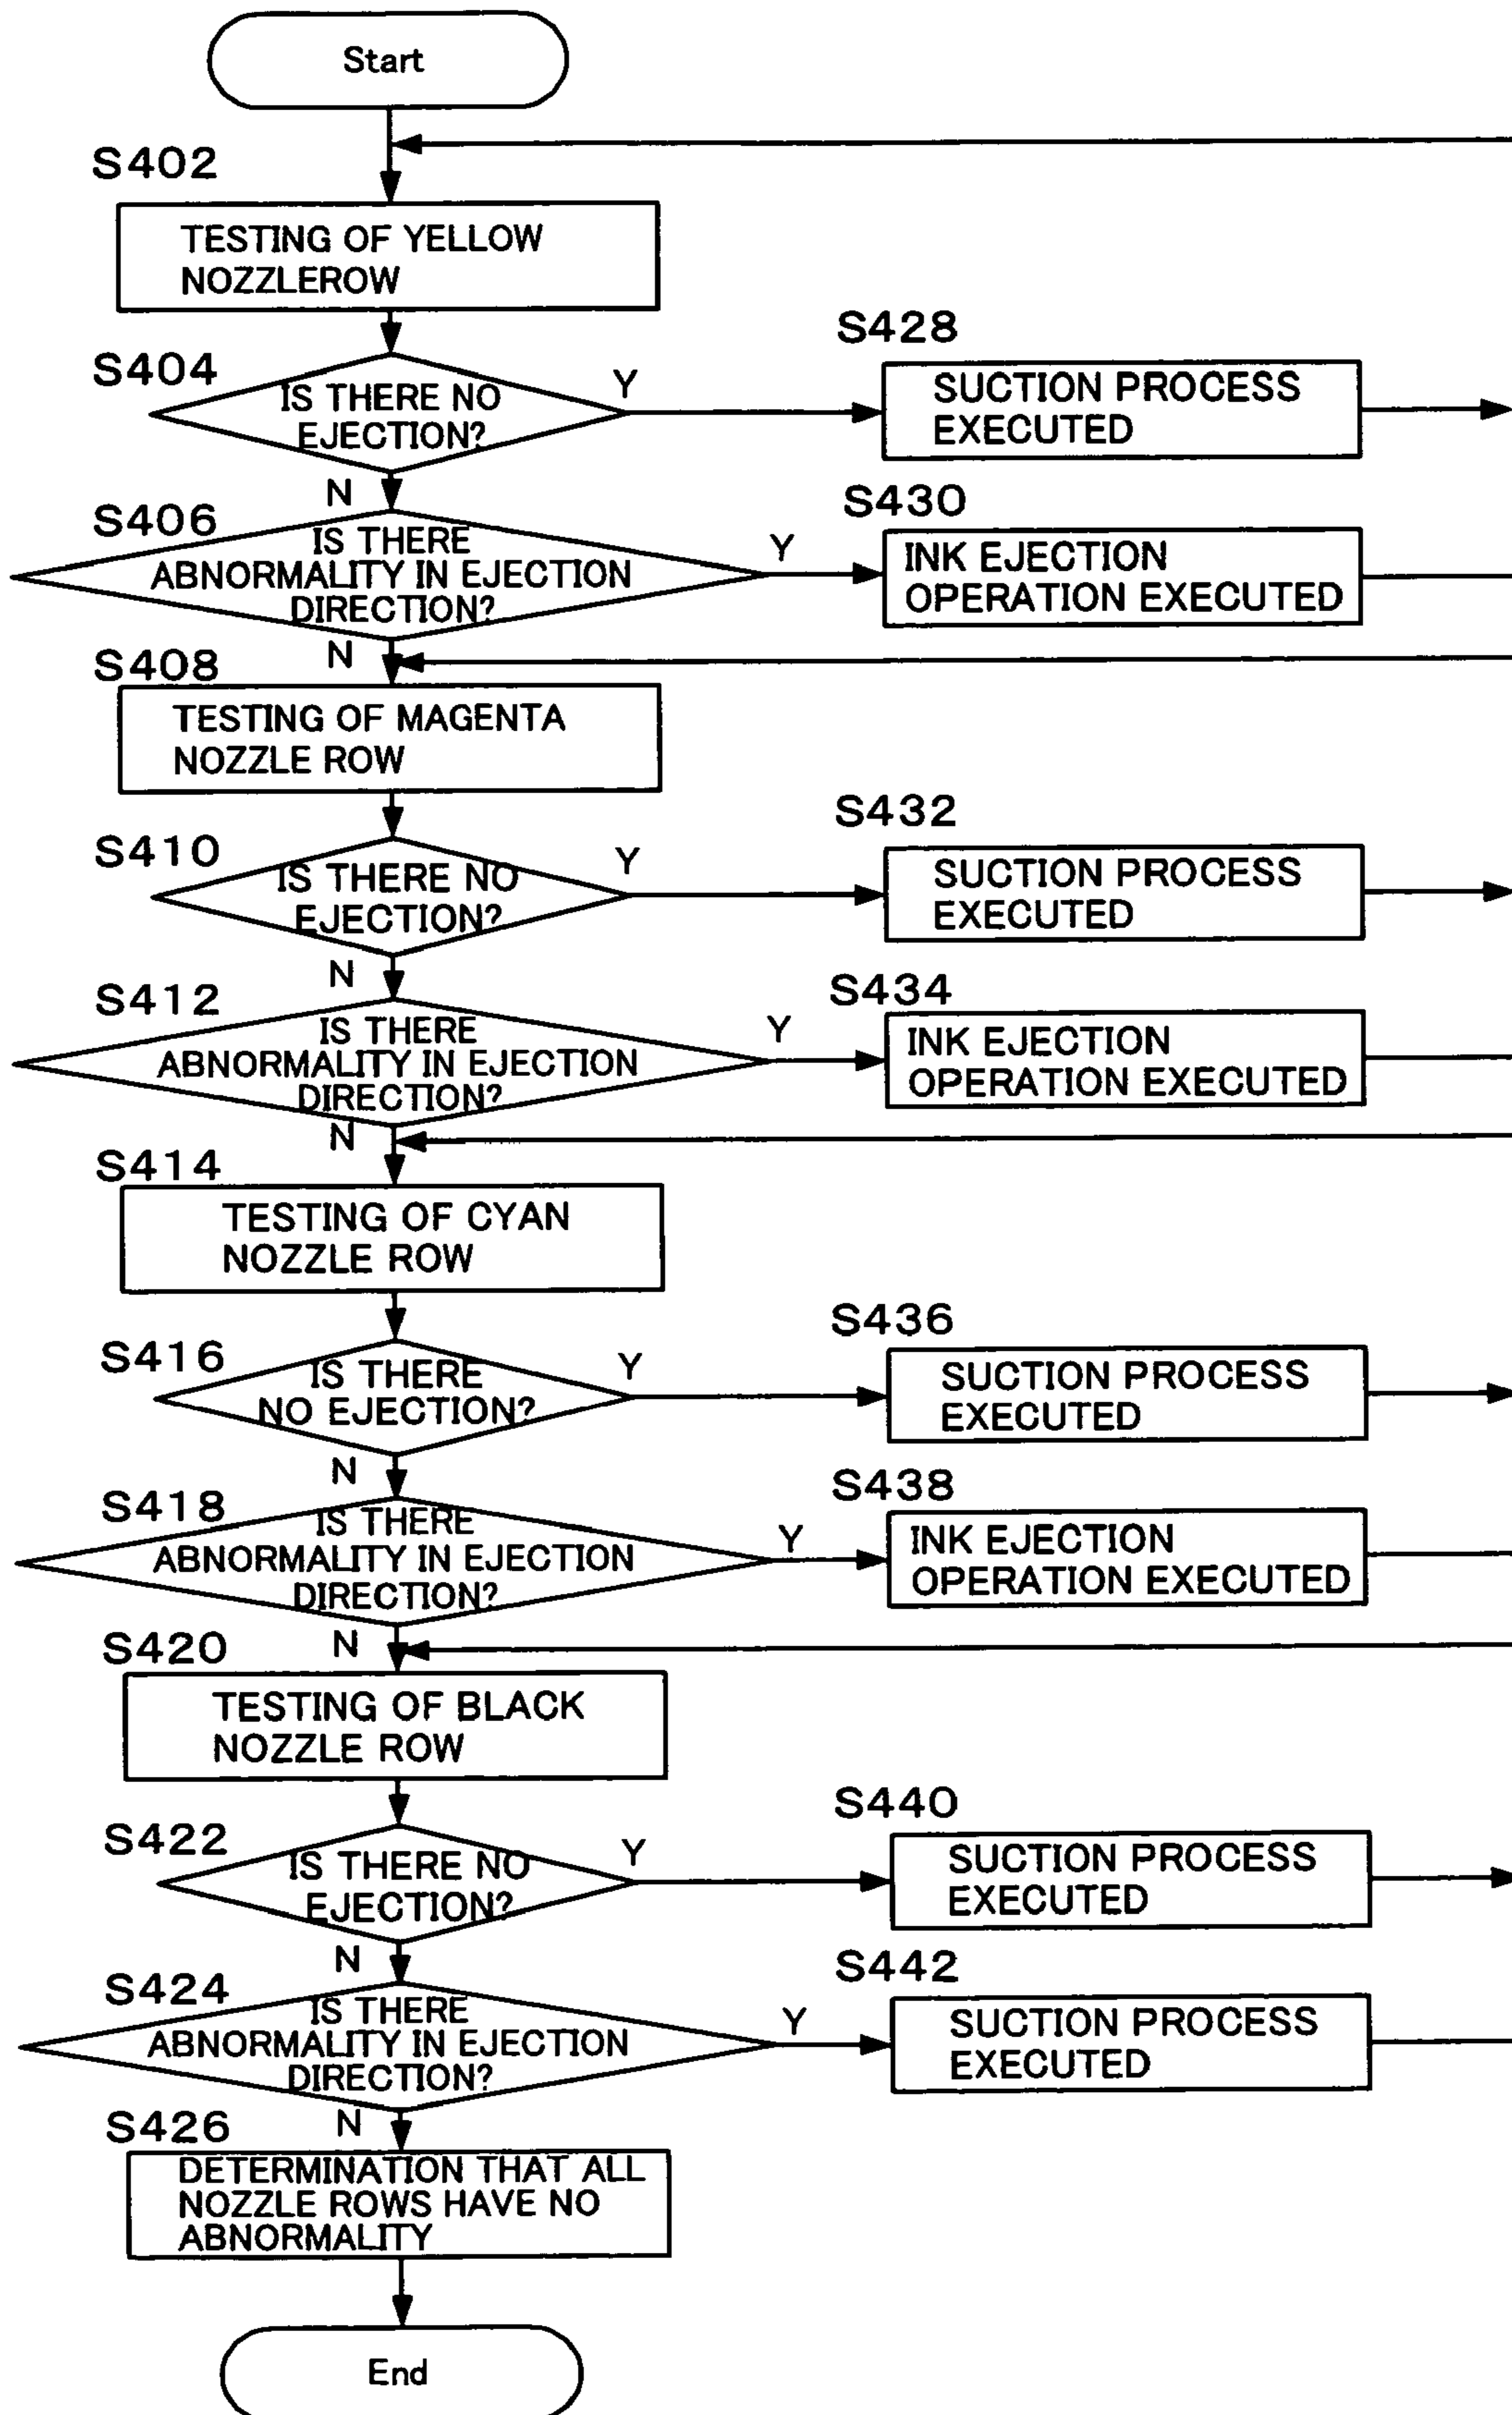 Start
S402
TESTING OF YELLOW
NOZZLEROW
S404
IS THERE NO
EJECTION?
Y
N
S428
SUCTION PROCESS
EXECUTED
S406
IS THERE
ABNORMALITY IN EJECTION
DIRECTION?
Y
N
S430
INK EJECTION
OPERATION EXECUTED
S408
TESTING OF MAGENTA
NOZZLE ROW
S410
IS THERE NO
EJECTION?
Y
N
S432
SUCTION PROCESS
EXECUTED
S412
IS THERE
ABNORMALITY IN EJECTION
DIRECTION?
Y
N
S434
INK EJECTION
OPERATION EXECUTED
S414
TESTING OF CYAN
NOZZLE ROW
S416
IS THERE
NO EJECTION?
Y
N
S436
SUCTION PROCESS
EXECUTED
S418
IS THERE
ABNORMALITY IN EJECTION
DIRECTION?
Y
N
S438
INK EJECTION
OPERATION EXECUTED
S420
TESTING OF BLACK
NOZZLE ROW
S422
IS THERE NO
EJECTION?
Y
N
S440
SUCTION PROCESS
EXECUTED
S424
IS THERE
ABNORMALITY IN EJECTION
DIRECTION?
Y
N
S442
SUCTION PROCESS
EXECUTED
S426
DETERMINATION THAT ALL
NOZZLE ROWS HAVE NO
ABNORMALITY
End